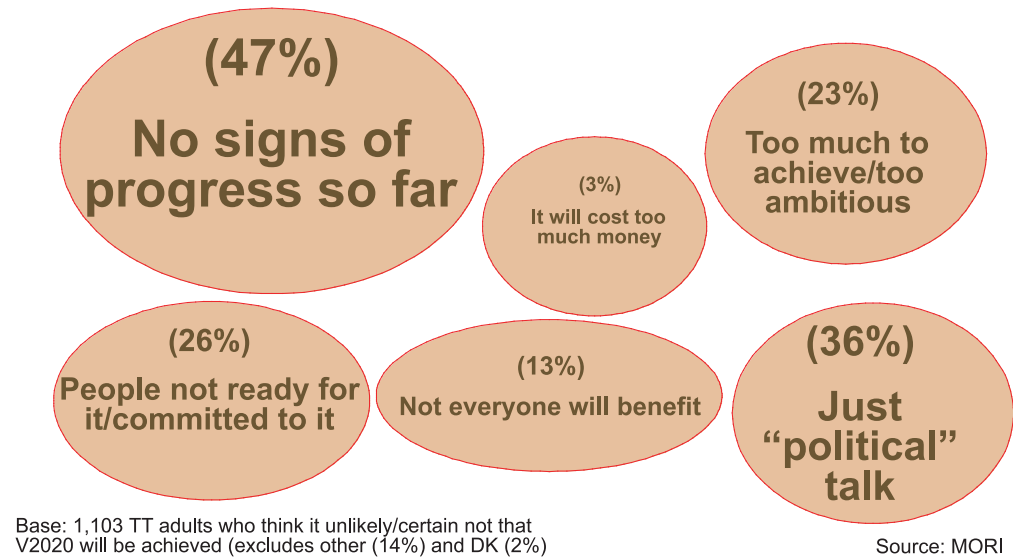 (47%)
No signs of
progress so far
(3%)
It will cost too
much money
(23%)
Too much to
achieve/too
ambitious
(26%)
People not ready for
it/committed to it
(13%)
Not everyone will benefit
(36%)
Just
“political”
talk
Base: 1,103 TT adults who think it unlikely/certain not that
V2020 will be achieved (excludes other (14%) and DK (2%)
Source: MORI